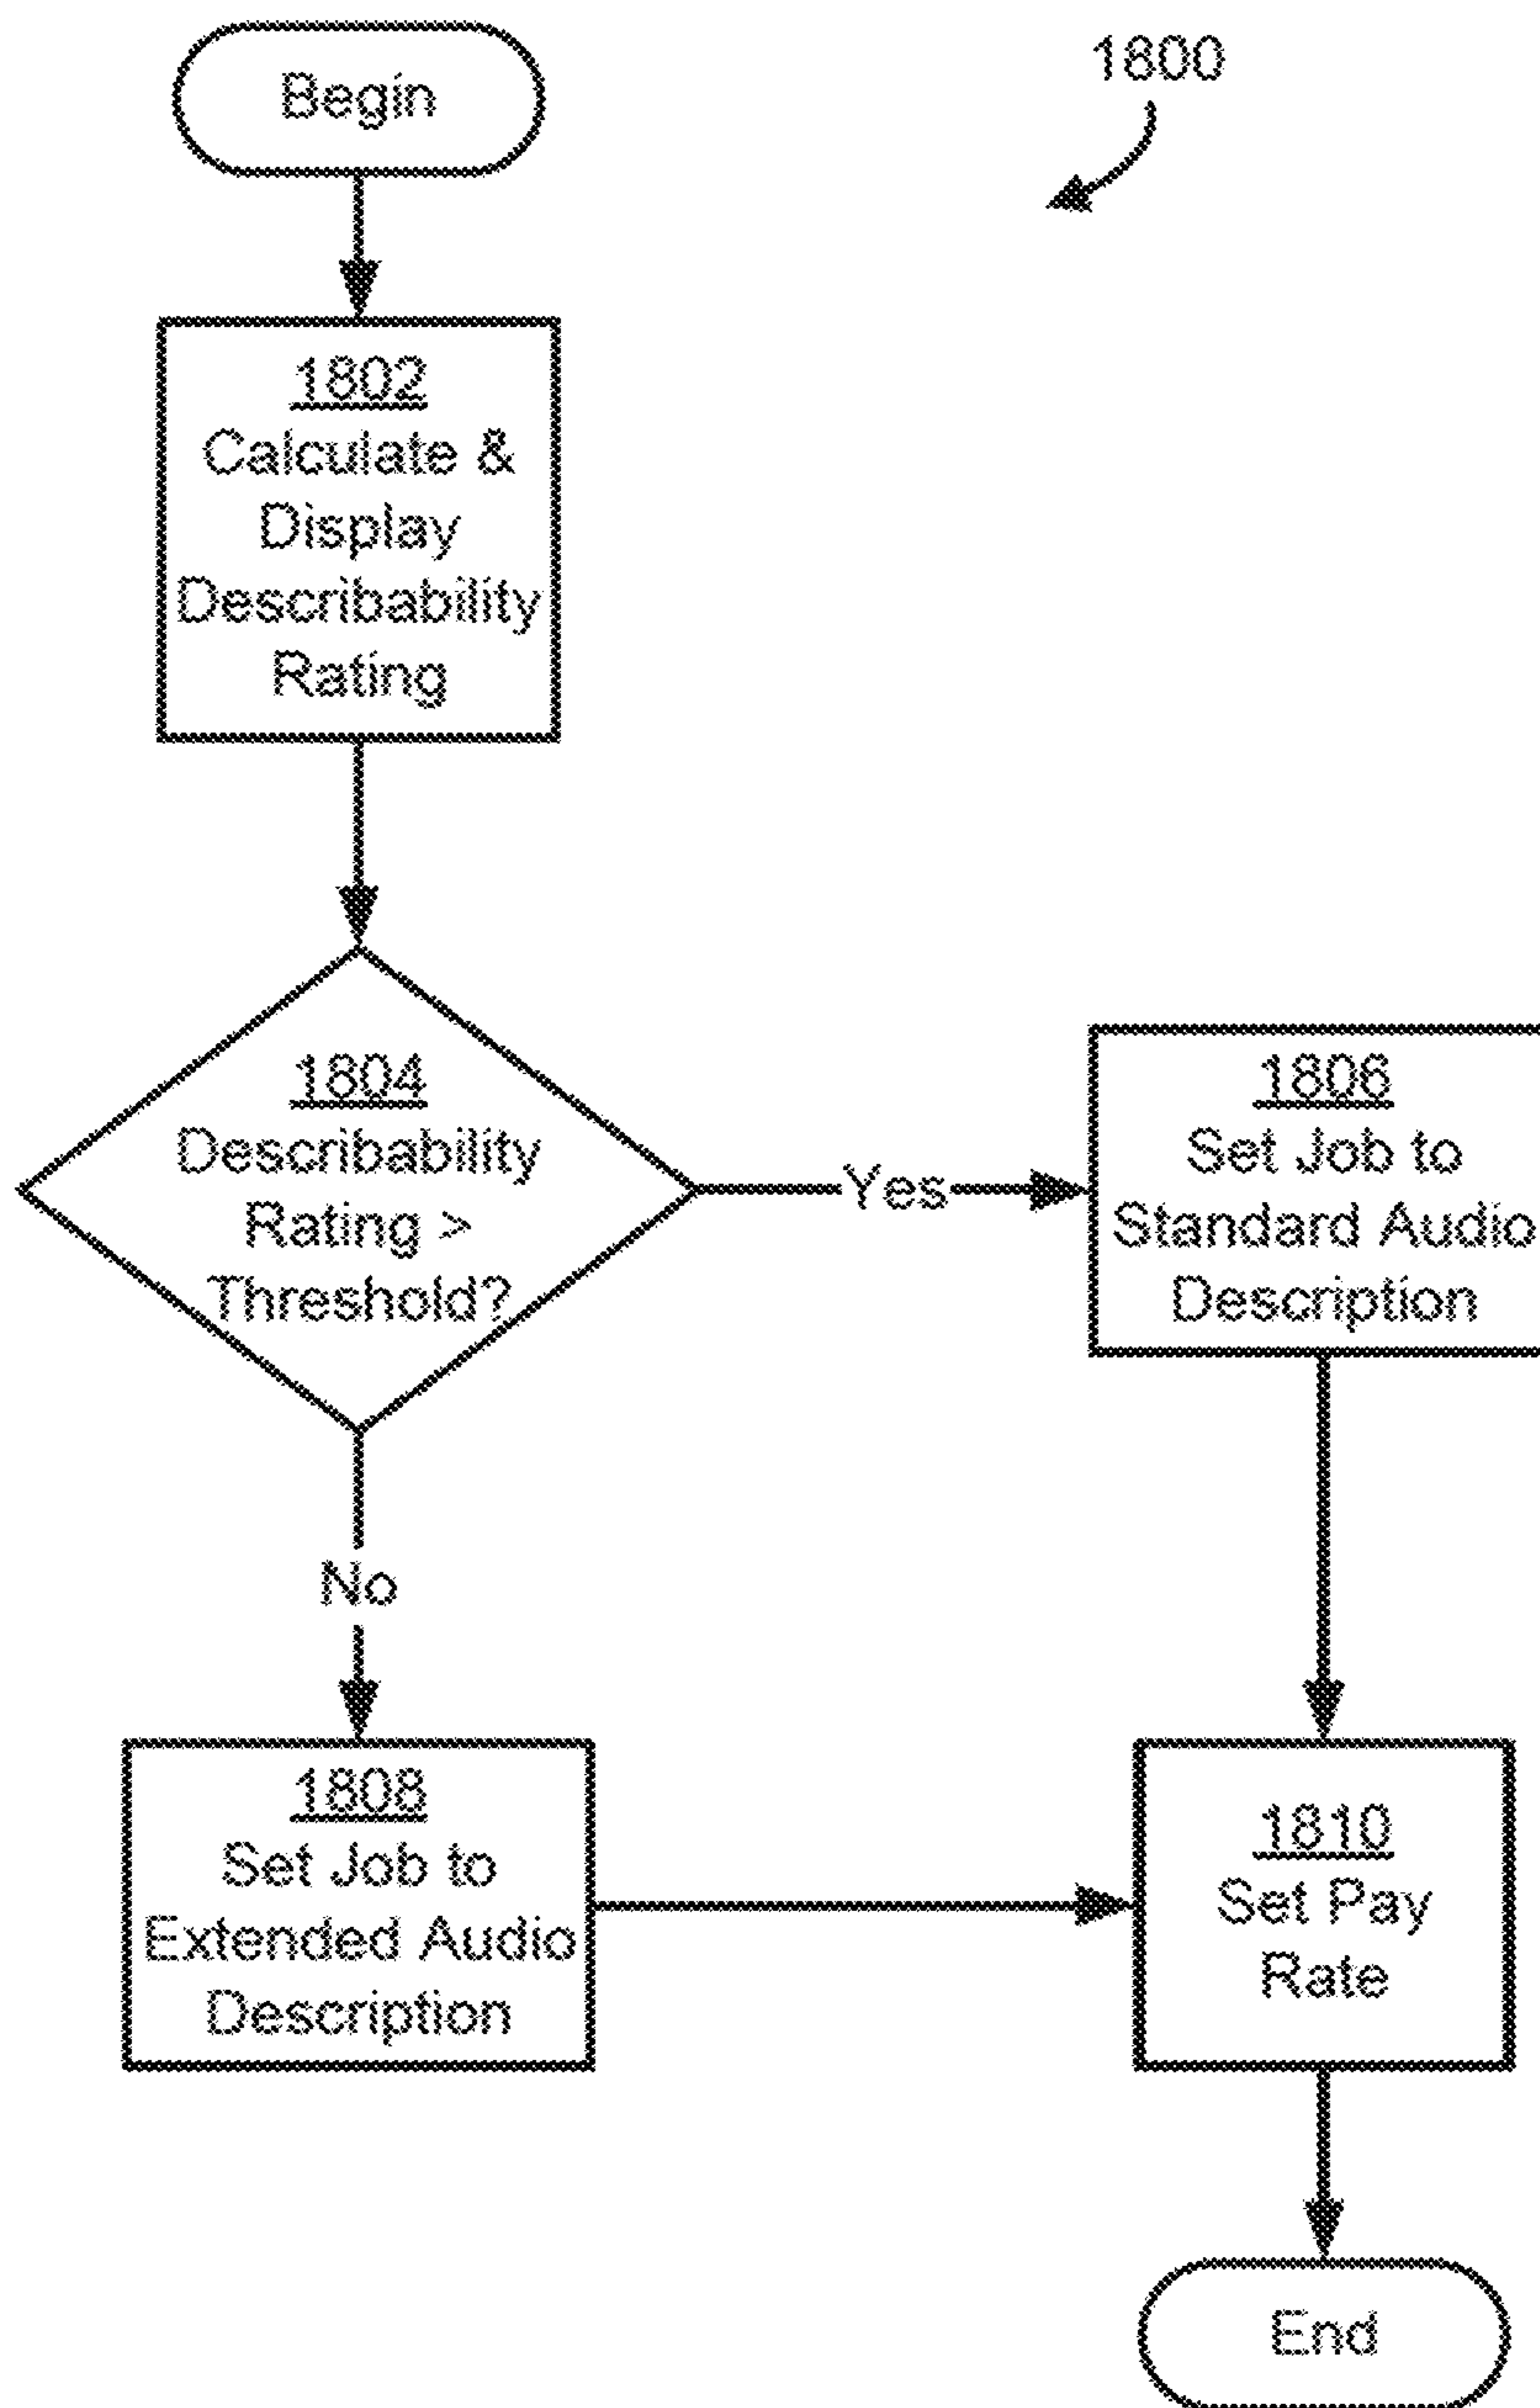 Begin
1800
1802
Calculate &
Display
Describability
Rating
1804
Describability
Rating >
Threshold?
Yes
1806
Set Job to
Standard Audio
Description
No
1808
Set Job to
Extended Audio
Description
1810
Set Pay
Rate
End